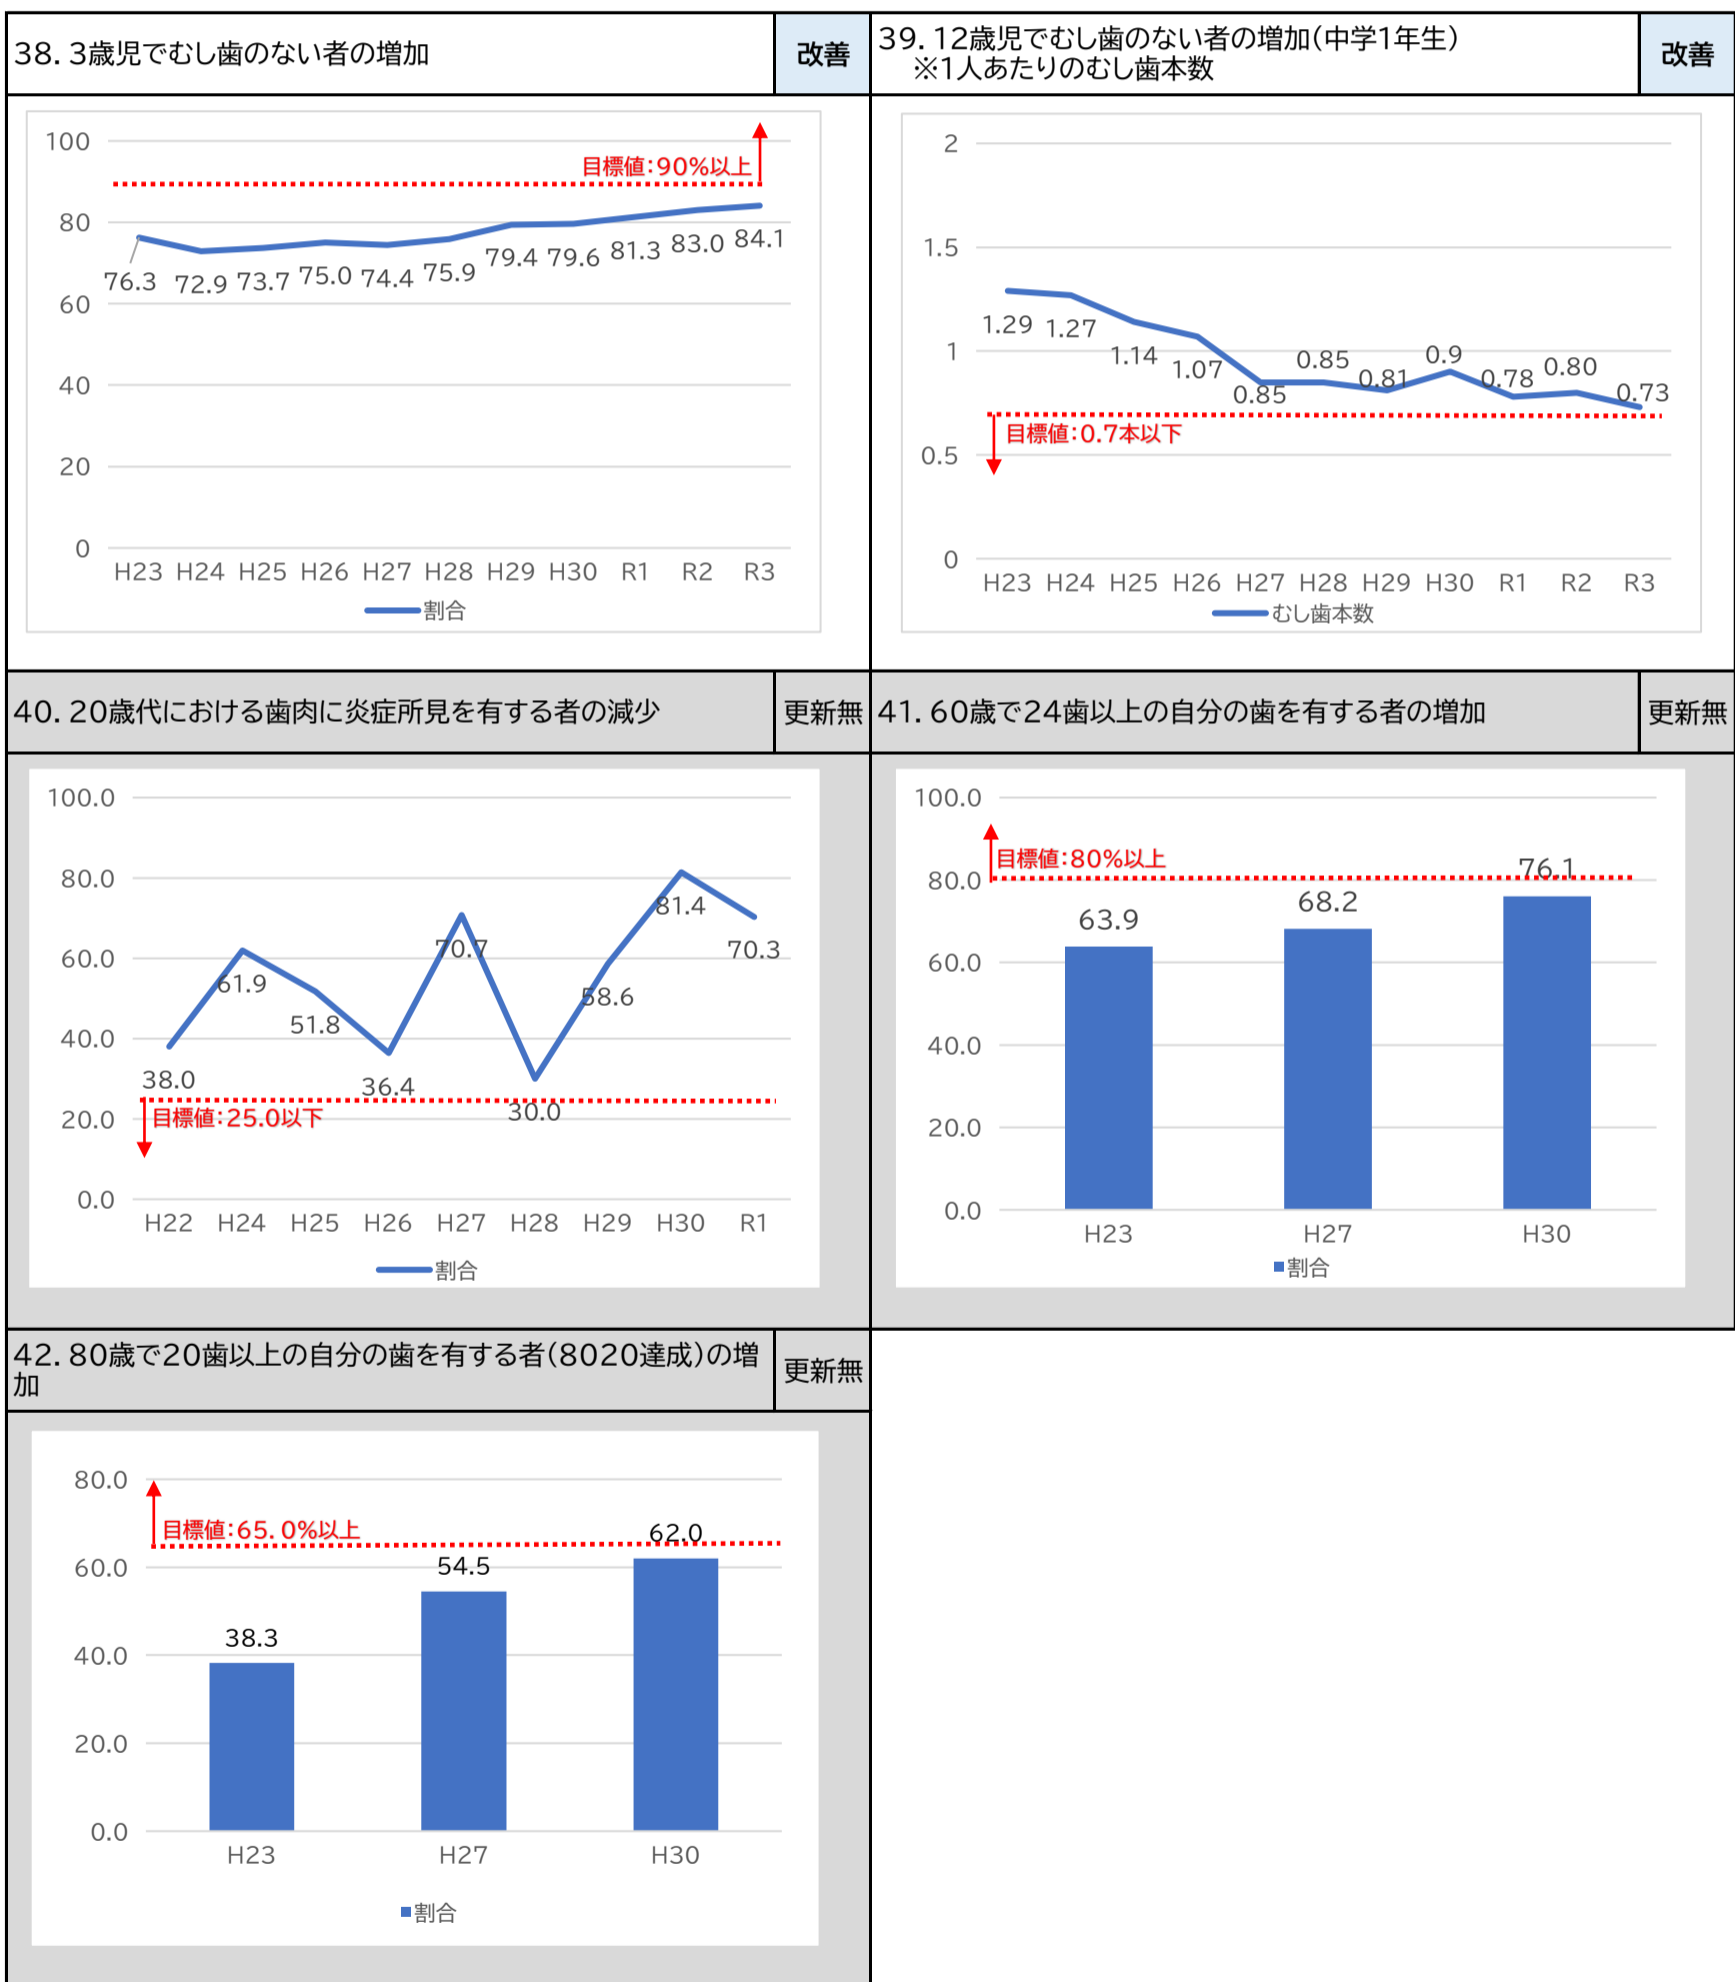 38．3歳児でむし歯のない者の増加
改善
100
80
60
40
20
0
目標値：90%以上
76.3 72.9 73.7 75.0 74.4 75.9 79.4 79.6 81.3 83.0 84.1
H23 H24 H25 H26 H27 H28 H29 H30 R1 R2 R3
割合
39．12歳児でむし歯のない者の増加（中学1年生）
※1人あたりのむし歯本数
改善
2
1.5
1
0.5
0
1.29 1.27 1.14 1.07 0.85 0.85 0.81 0.9 0.78 0.80 0.73
目標値：0.7本以下
H23 H24 H25 H26 H27 H28 H29 H30 R1 R2 R3
むし歯本数
40．20歳代における歯肉に炎症所見を有する者の減少
更新無
100.0
80.0
60.0
40.0
20.0
0.0
38.0 61.9 51.8 36.4 70.7 30.0 58.6 81.4 70.3
目標値：25.0以下
H22 H24 H25 H26 H27 H28 H29 H30 R1
割合
41．60歳で24歯以上の自分の歯を有する者の増加
更新無
100.0
80.0
60.0
40.0
20.0
0.0
目標値：80%以上
63.9 68.2 76.1
H23 H27 H30
割合
42．80歳で20歯以上の自分の歯を有する者（8020達成）の増
加
更新無
80.0
60.0
40.0
20.0
0.0
目標値：65．0%以上
38.3 54.5 62.0
H23 H27 H30
割合